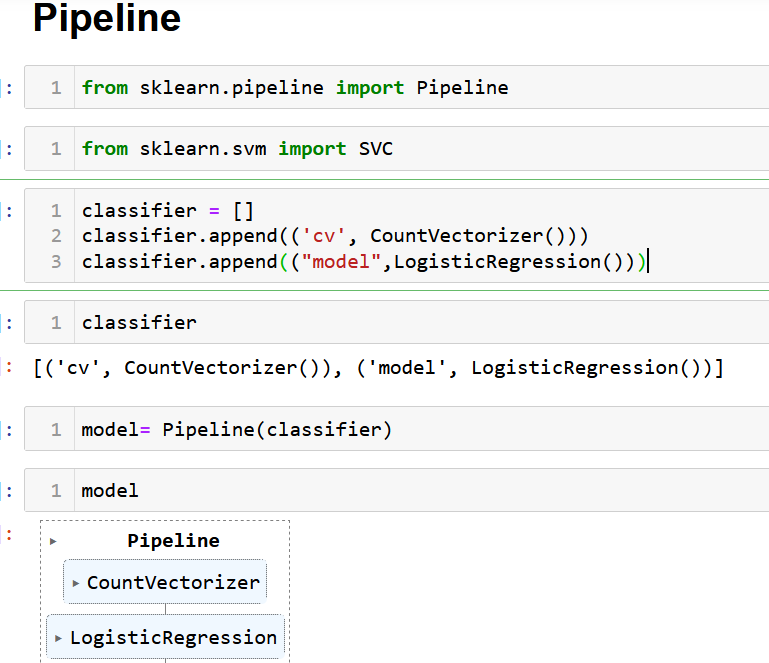 Pipeline
]: 1 from sklearn.pipeline import Pipeline
]: 1 from sklearn.svm import SVC
]: 1 classifier = []
2 classifier.append(('cv', CountVectorizer()))
3 classifier.append(("model",LogisticRegression()))
]: 1 classifier
]: [('cv', CountVectorizer()), ('model', LogisticRegression())]
]: 1 model= Pipeline(classifier)
]: 1 model
]: ▸ Pipeline
▸ CountVectorizer
▸ LogisticRegression